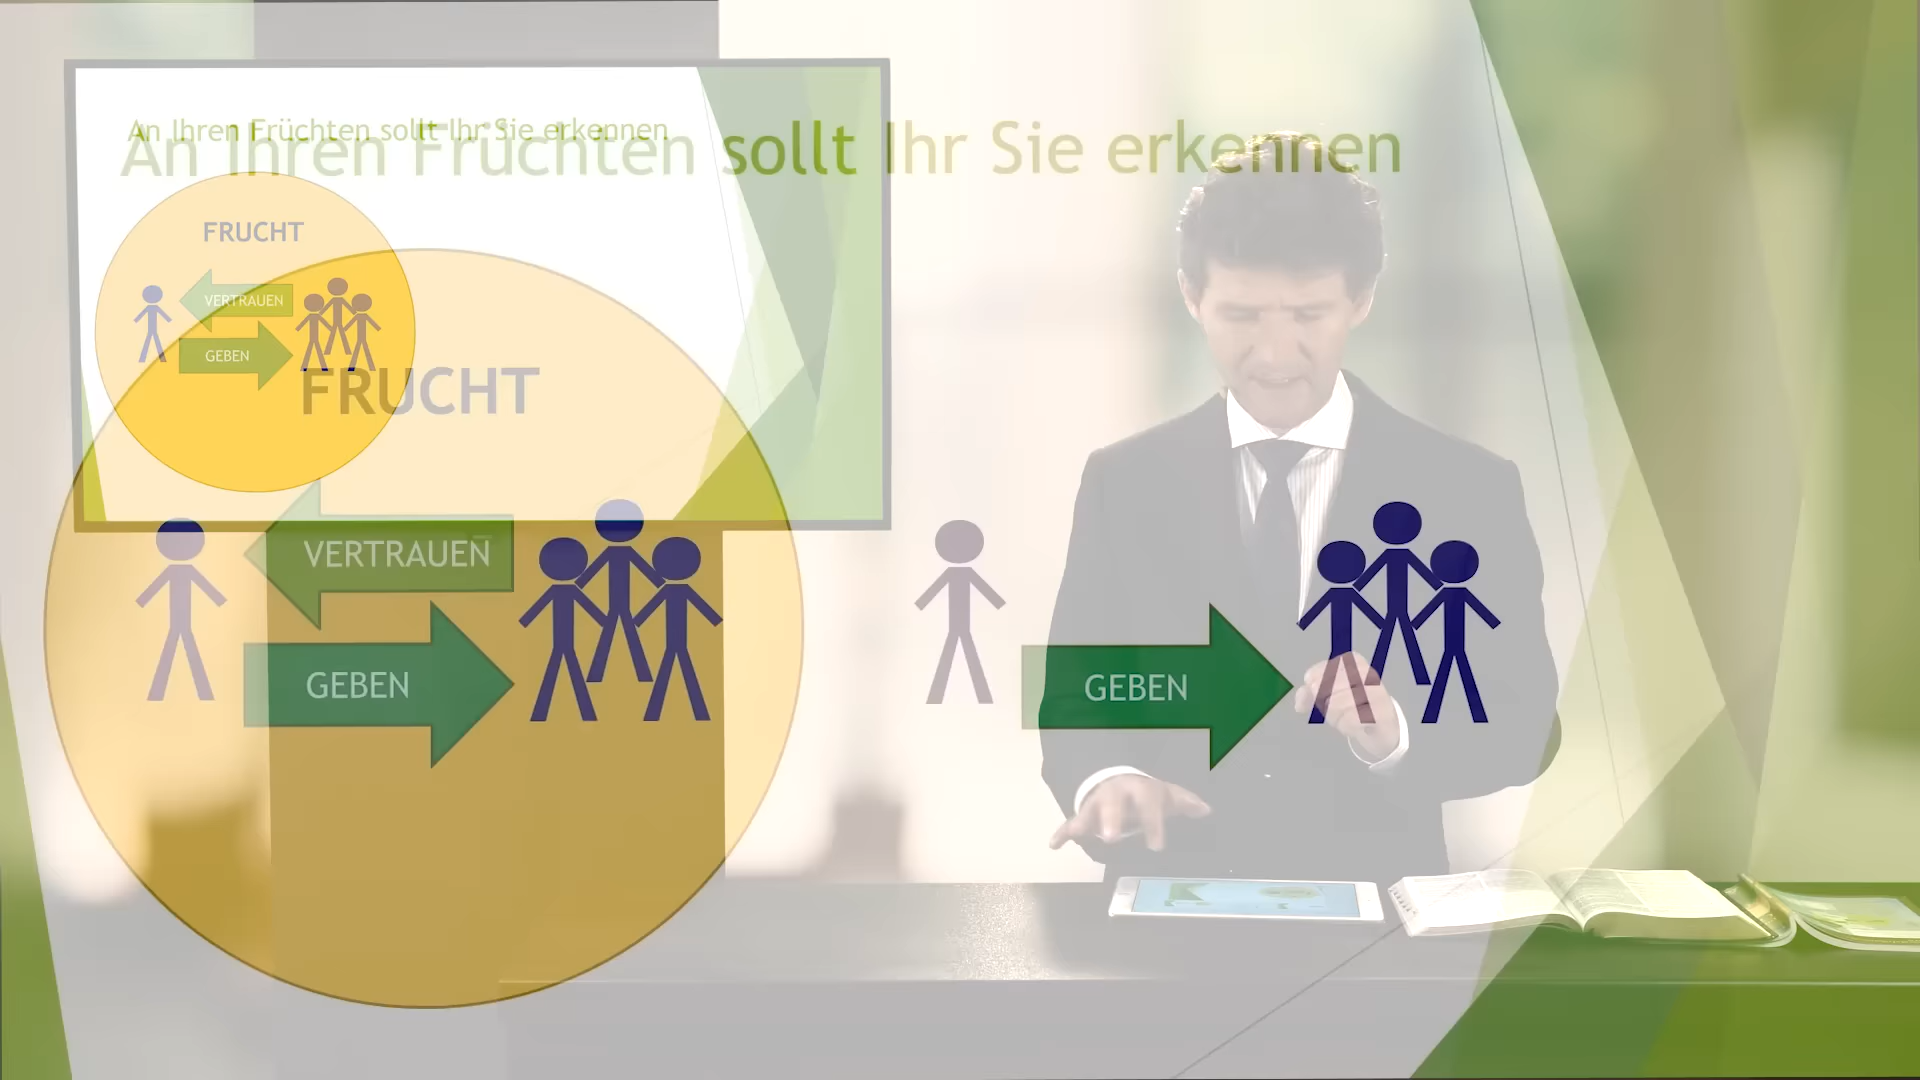 An Ihren Früchten sollt Ihr Sie erkennen
An Ihren Früchten sollt Ihr Sie erkennen
FRUCHT
VERTRAUEN
GEBEN
FRUCHT
VERTRAUEN
GEBEN
GEBEN